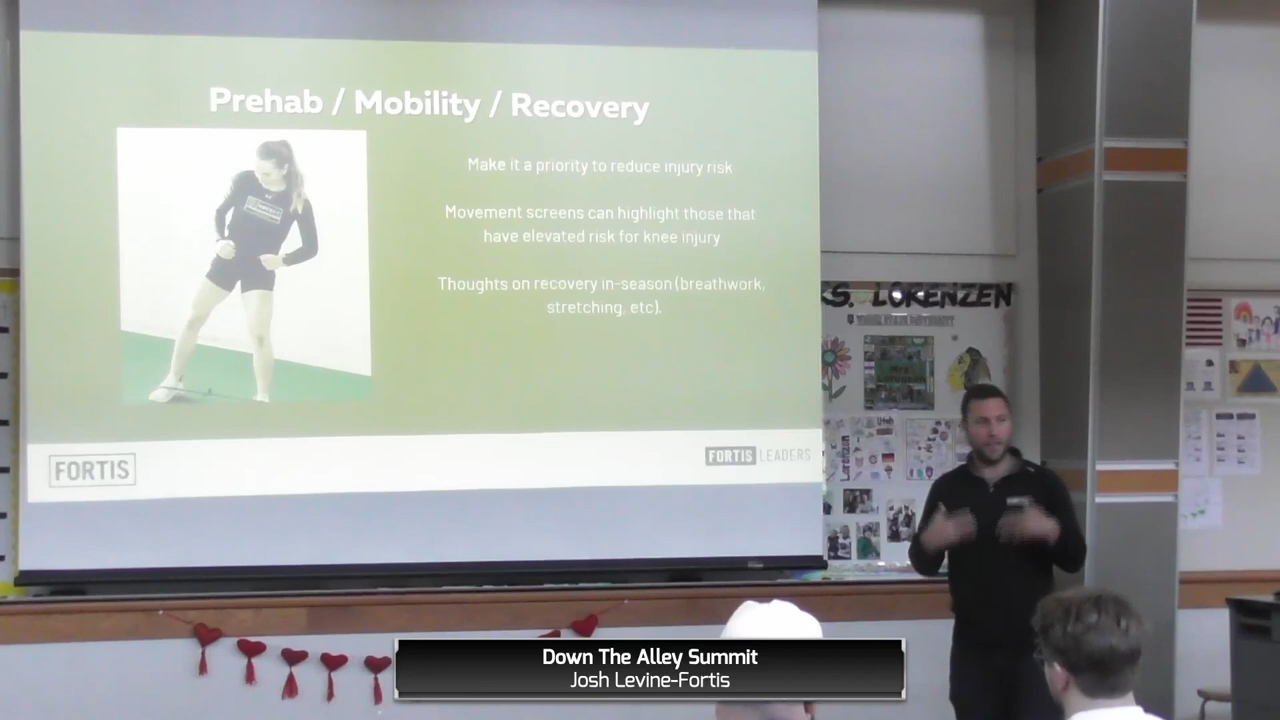 Prehab / Mobility / Recovery
Make it a priority to reduce injury risk
Movement screens can highlight those that
have elevated risk for knee injury
Thoughts on recovery in-season (breathwork,
stretching, etc).
FORTIS
FORTIS LEADERS
S. LORENZEN
Down The Alley Summit
Josh Levine-Fortis